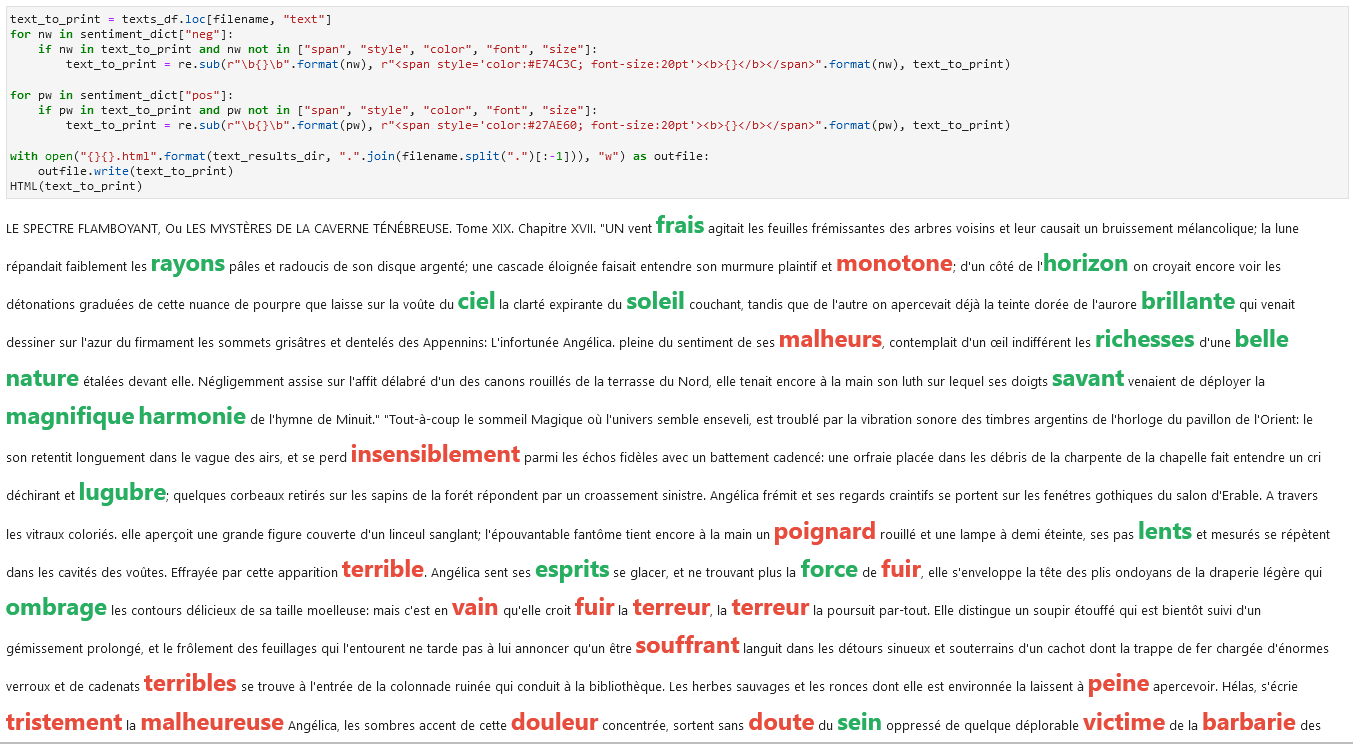 text_to_print = texts_df.loc[filename, "text"]
for nw in sentiment_dict["neg"]:
    if nw in text_to_print and nw not in ["span", "style", "color", "font", "size"]:
        text_to_print = re.sub(r"\b{}\b".format(nw), r"<span style='color:#E74C3C; font-size:20pt'><b>{}</b></span>".format(nw), text_to_print)

for pw in sentiment_dict["pos"]:
    if pw in text_to_print and pw not in ["span", "style", "color", "font", "size"]:
        text_to_print = re.sub(r"\b{}\b".format(pw), r"<span style='color:#27AE60; font-size:20pt'><b>{}</b></span>".format(pw), text_to_print)

with open("{}{}.html".format(text_results_dir, ".".join(filename.split(".")[:-1])), "w") as outfile:
    outfile.write(text_to_print)
HTML(text_to_print)
LE SPECTRE FLAMBOYANT, Ou LES MYSTÈRES DE LA CAVERNE TÉNÉBREUSE. Tome XIX. Chapitre XVII. "UN vent frais agitait les feuilles frémissantes des arbres voisins et leur causait un bruissement mélancolique; la lune
répandait faiblement les rayons pâles et radoucis de son disque argenté; une cascade éloignée faisait entendre son murmure plaintif et monotone; d'un côté de l'horizon on croyait encore voir les
détonations graduées de cette nuance de pourpre que laisse sur la voûte du ciel la clarté expirante du soleil couchant, tandis que de l'autre on apercevait déjà la teinte dorée de l'aurore brillante qui venait
dessiner sur l'azur du firmament les sommets grisâtres et dentelés des Appennins: L'infortunée Angélica. pleine du sentiment de ses malheurs, contemplait d'un œil indifférent les richesses d'une belle
nature étalées devant elle. Négligemment assise sur l'affit délabré d'un des canons rouillés de la terrasse du Nord, elle tenait encore à la main son luth sur lequel ses doigts savant venaient de déployer la
magnifique harmonie de l'hymne de Minuit." "Tout-à-coup le sommeil Magique où l'univers semble enseveli, est troublé par la vibration sonore des timbres argentins de l'horloge du pavillon de l'Orient: le
son retentit longuement dans le vague des airs, et se perd insensiblement parmi les échos fidèles avec un battement cadencé: une orfraie placée dans les débris de la charpente de la chapelle fait entendre un cri
déchirant et lugubre; quelques corbeaux retirés sur les sapins de la forét répondent par un croassement sinistre. Angélica frémit et ses regards craintifs se portent sur les fenétres gothiques du salon d'Erable. A travers
les vitraux coloriés. elle aperçoit une grande figure couverte d'un linceul sanglant; l'épouvantable fantôme tient encore à la main un poignard rouillé et une lampe à demi éteinte, ses pas lents et mesurés se répètent
dans les cavités des voûtes. Effrayée par cette apparition terrible. Angélica sent ses esprits se glacer, et ne trouvant plus la force de fuir, elle s'enveloppe la tête des plis ondoyans de la draperie légère qui
ombrage les contours délicieux de sa taille moelleuse: mais c'est en vain qu'elle croit fuir la terreur, la terreur la poursuit par-tout. Elle distingue un soupir étouffé qui est bientôt suivi d'un
gémissement prolongé, et le frôlement des feuillages qui l'entourent ne tarde pas à lui annoncer qu'un être souffrant languit dans les détours sinueux et souterrains d'un cachot dont la trappe de fer chargée d'énormes
verroux et de cadenats terribles se trouve à l'entrée de la colonnade ruinée qui conduit à la bibliothèque. Les herbes sauvages et les ronces dont elle est environnée la laissent à peine apercevoir. Hélas, s'écrie
tristement la malheureuse Angélica, les sombres accent de cette douleur concentrée, sortent sans doute du sein oppressé de quelque déplorable victime de la barbarie des